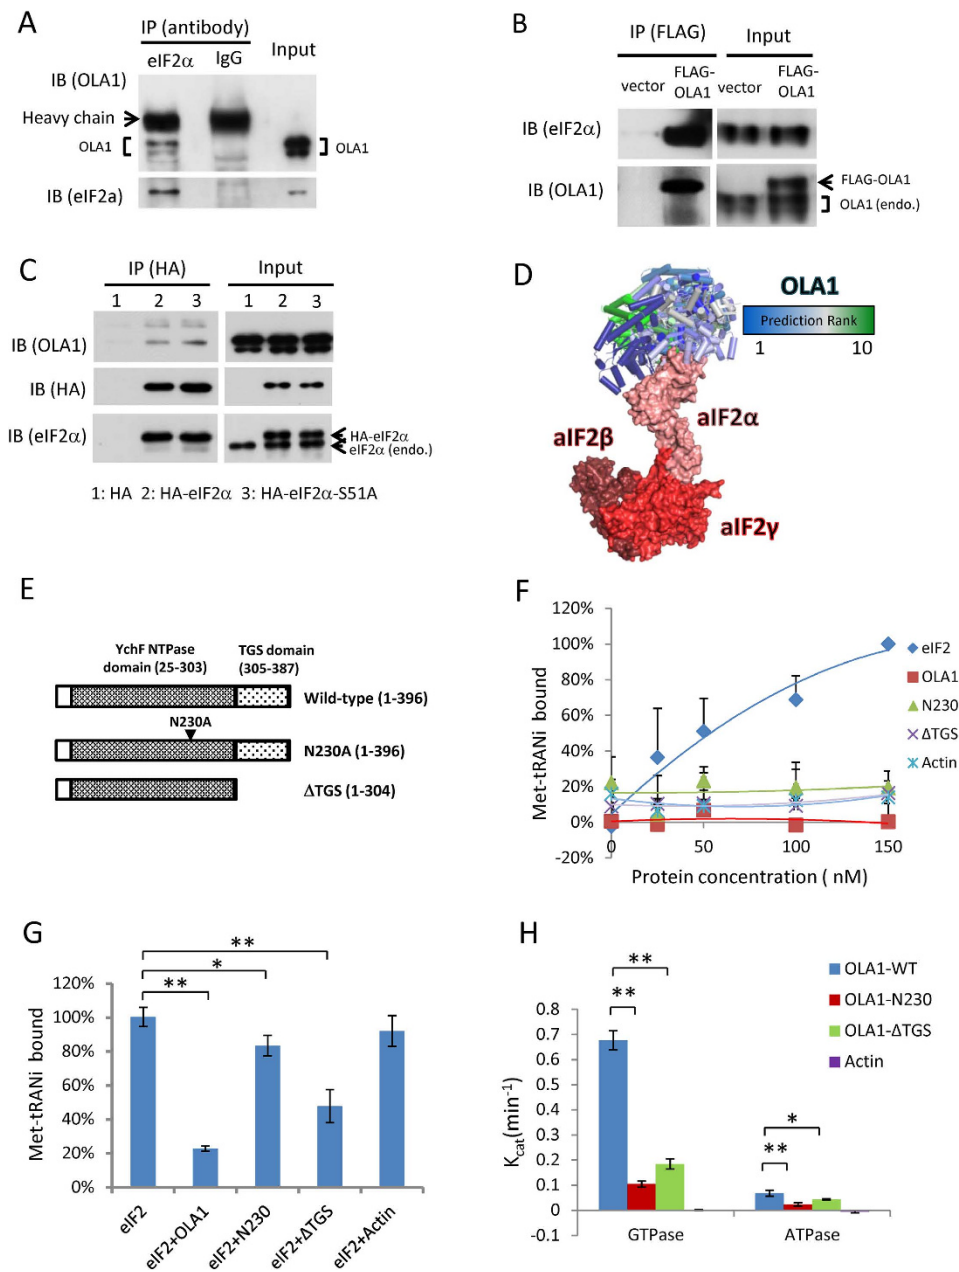 A
IP (antibody)
Input
eIF2α
IgG
IB (OLA1)
Heavy chain
OLA1
OLA1
IB (eIF2a)
B
IP (FLAG)
Input
vector
FLAG-
OLA1
vector
FLAG-
OLA1
IB (eIF2α)
IB (OLA1)
FLAG-OLA1
OLA1 (endo.)
C
IP (HA)
Input
1 2 3
1 2 3
IB (OLA1)
IB (HA)
IB (eIF2α)
HA-eIF2α
eIF2α (endo.)
1: HA 2: HA-eIF2α 3: HA-eIF2α-S51A
D
OLA1
Prediction Rank
1 10
aIF2α
aIF2β
aIF2γ
E
YchF NTPase
domain (25-303)
TGS domain
(305-387)
Wild-type (1-396)
N230A
N230A (1-396)
ΔTGS (1-304)
F
Met-tRANi bound
120%
100%
80%
60%
40%
20%
0%
-20%
0 50 100 150
Protein concentration ( nM)
eIF2
OLA1
N230
ΔTGS
Actin
G
Met-tRANi bound
120%
100%
80%
60%
40%
20%
0%
**
*
**
eIF2
eIF2+OLA1
eIF2+N230
eIF2+ΔTGS
eIF2+Actin
H
Kcat(min-1)
0.8
0.7
0.6
0.5
0.4
0.3
0.2
0.1
0
-0.1
**
**
*
**
GTPase
ATPase
OLA1-WT
OLA1-N230
OLA1-ΔTGS
Actin